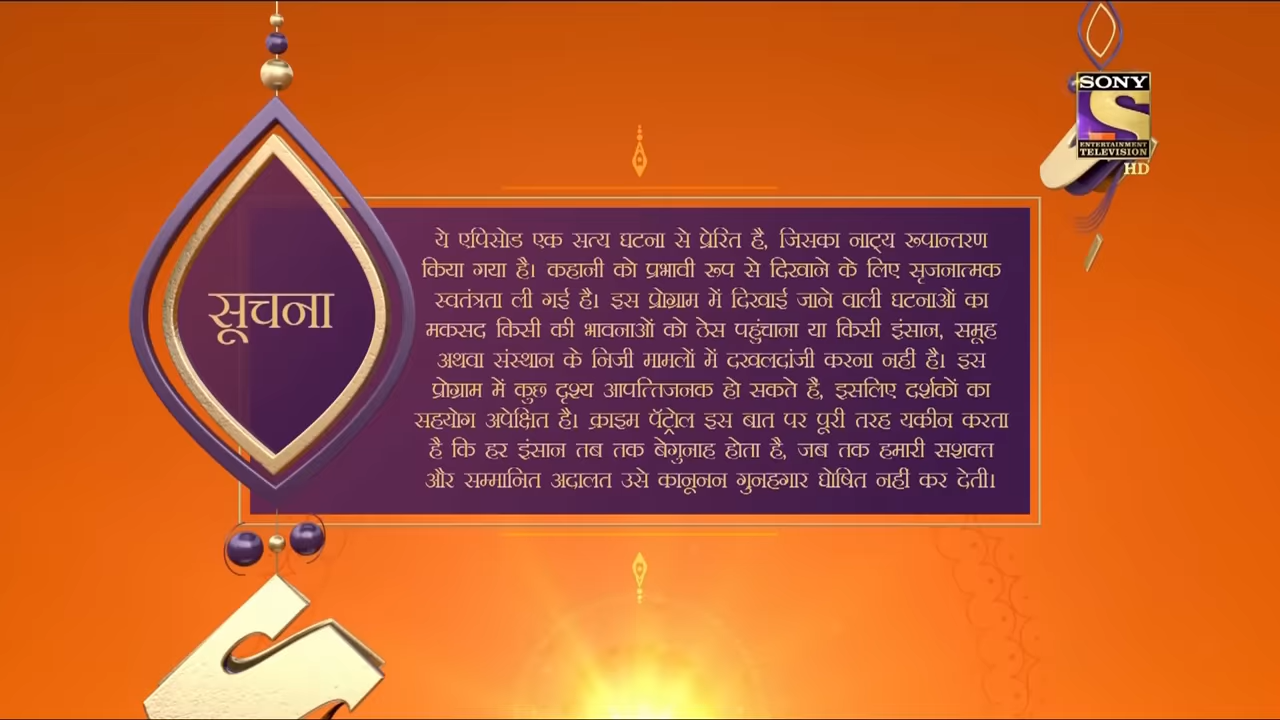 सूचना
ये एपिसोड एक सत्य घटना से प्रेरित है, जिसका नाट्य रूपान्तरण
किया गया है। कहानी को प्रभावी रूप से दिखाने के लिए सृजनात्मक
स्वतंत्रता ली गई है। इस प्रोग्राम में दिखाई जाने वाली घटनाओं का
मकसद किसी की भावनाओं को ठेस पहुंचाना या किसी इंसान, समूह
अथवा संस्थान के निजी मामलों में दखलदांजी करना नहीं है। इस
प्रोग्राम में कुछ दृश्य आपत्तिजनक हो सकते हैं, इसलिए दर्शकों का
सहयोग अपेक्षित है। क्राइम पॅट्रोल इस बात पर पूरी तरह यकीन करता
है कि हर इंसान तब तक बेगुनाह होता है, जब तक हमारी सशक्त
और सम्मानित अदालत उसे कानूनन गुनहगार घोषित नहीं कर देती।
SONY
ENTERTAINMENT
TELEVISION
HD